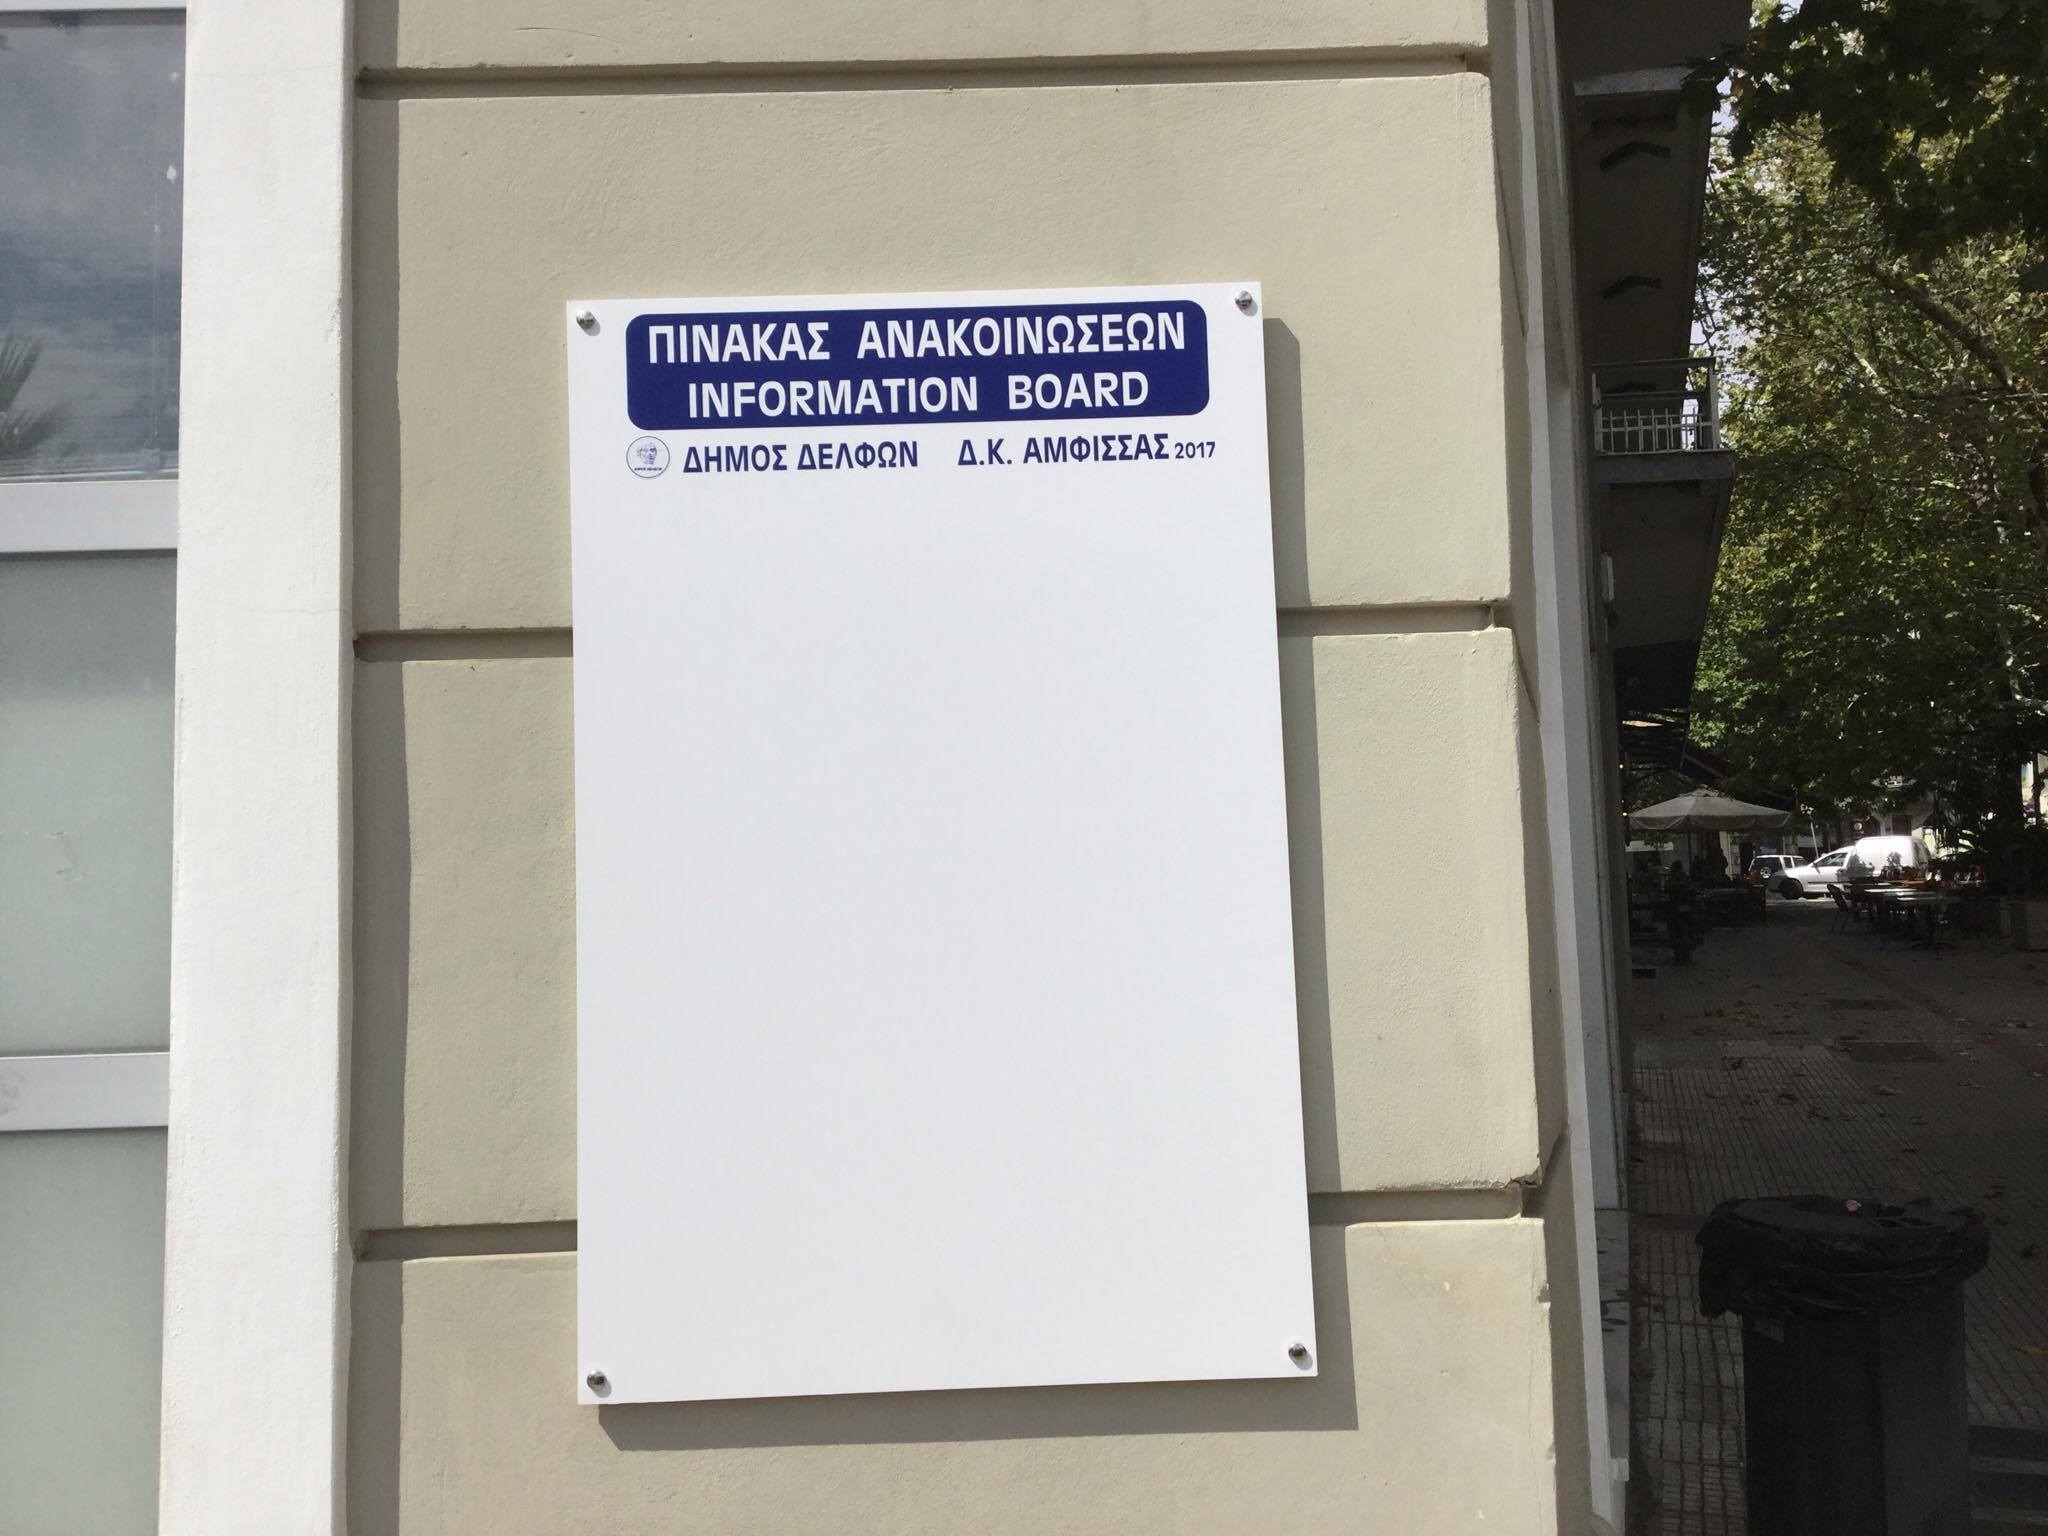 ΠΙΝΑΚΑΣ ΑΝΑΚΟΙΝΩΣΕΩΝ
INFORMATION BOARD
ΔΗΜΟΣ ΔΕΛΦΩΝ Δ.Κ. ΑΜΦΙΣΣΑΣ 2017